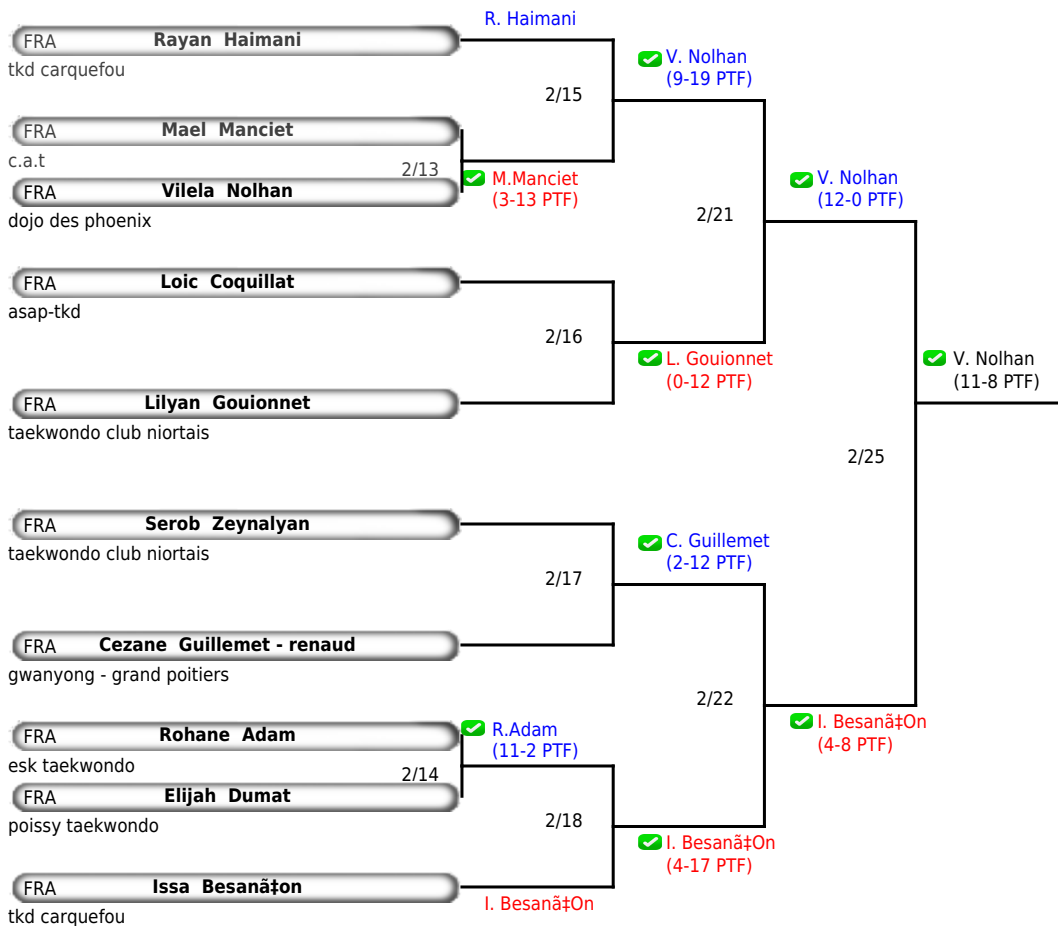 R. Haimani
FRA Rayan Haimani
tkd carquefou
V. Nolhan
(9-19 PTF)
2/15
FRA Mael Manciet
c.a.t
2/13
M.Manciet
(3-13 PTF)
FRA Vilela Nolhan
dojo des phoenix
V. Nolhan
(12-0 PTF)
2/21
FRA Loic Coquillat
asap-tkd
2/16
L. Gouionnet
(0-12 PTF)
V. Nolhan
(11-8 PTF)
FRA Lilyan Gouionnet
taekwondo club niortais
2/25
FRA Serob Zeynalyan
taekwondo club niortais
C. Guillemet
(2-12 PTF)
2/17
FRA Cezane Guillemet - renaud
gwanyong - grand poitiers
2/22
I. Besanã‡On
(4-8 PTF)
FRA Rohane Adam
esk taekwondo
R.Adam
(11-2 PTF)
2/14
FRA Elijah Dumat
poissy taekwondo
2/18
I. Besanã‡On
(4-17 PTF)
FRA Issa Besanã‡on
tkd carquefou
I. Besanã‡On